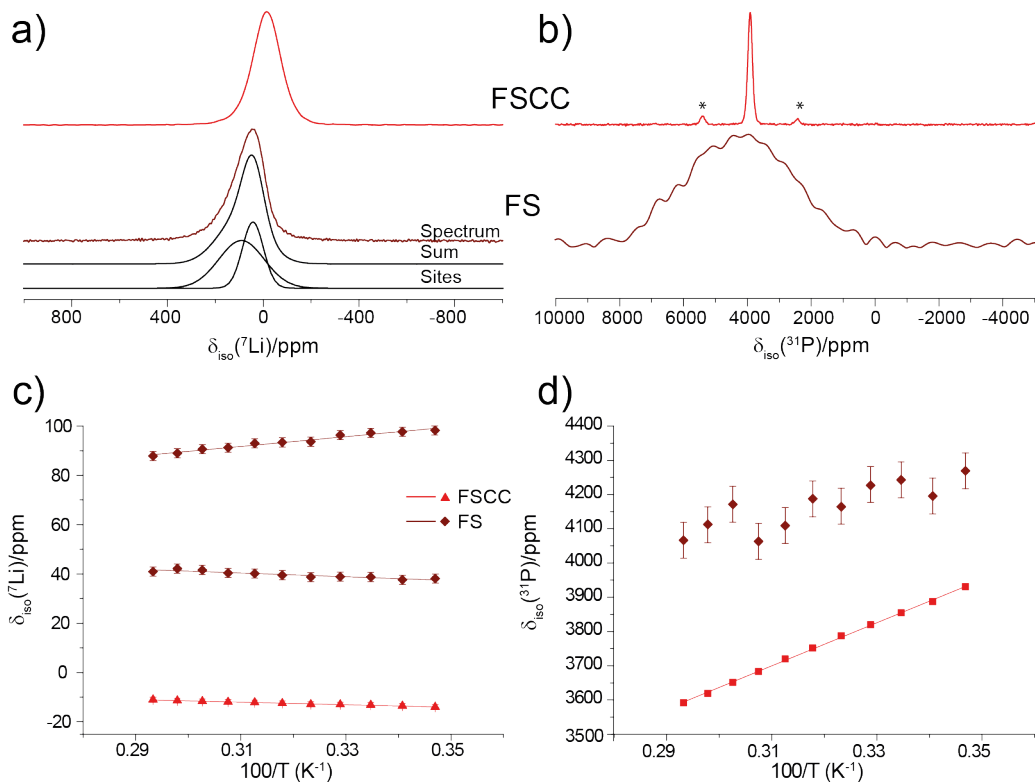 a)
b)
FSCC
* *
FS
Spectrum
Sum
Sites
800 400 0 -400 -800
δiso(⁷Li)/ppm
10000 8000 6000 4000 2000 0 -2000 -4000
δiso(³¹P)/ppm
c)
100
80
60
40
20
0
-20
δiso(⁷Li)/ppm
FSCC
FS
0.29 0.31 0.33 0.35
100/T (K⁻¹)
d)
4400
4300
4200
4100
4000
3900
3800
3700
3600
3500
δiso(³¹P)/ppm
0.29 0.31 0.33 0.35
100/T (K⁻¹)